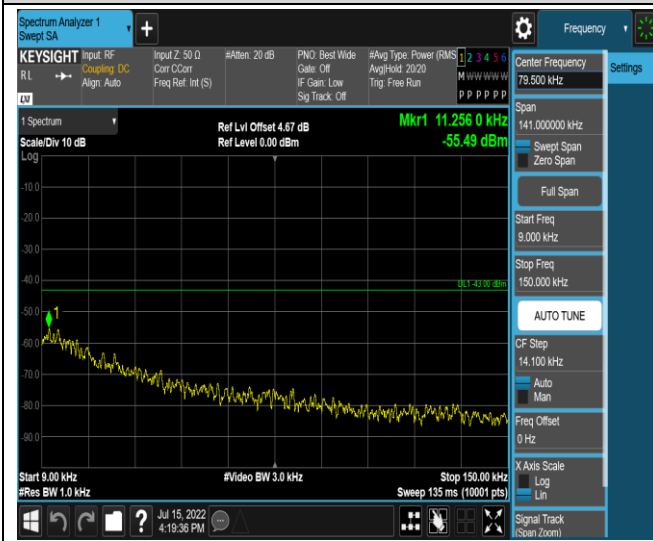 Spectrum Analyzer 1
Swept SA
Frequency
KEYSIGHT
RL
LXI
Input: RF
Coupling: DC
Align: Auto
Input Z: 50 Ω
Corr CCorr
Freq Ref: Int (S)
#Atten: 20 dB
PNO: Best Wide
Gate: Off
IF Gain: Low
Sig Track: Off
#Avg Type: Power (RMS
Avg|Hold: 20/20
Trig: Free Run
1 2 3 4 5 6
M W W W W W
P P P P P P
1 Spectrum
Scale/Div 10 dB
Log
Ref Lvl Offset 4.67 dB
Ref Level 0.00 dBm
Mkr1 11.256 0 kHz
-55.49 dBm
-10.0
-20.0
-30.0
-40.0
-50.0
-60.0
-70.0
-80.0
-90.0
DL1 -43.00 dBm
1
Start 9.00 kHz
#Res BW 1.0 kHz
#Video BW 3.0 kHz
Stop 150.00 kHz
Sweep 135 ms (10001 pts)
Jul 15, 2022
4:19:36 PM
Center Frequency
79.500 kHz
Settings
Span
141.000000 kHz
Swept Span
Zero Span
Full Span
Start Freq
9.000 kHz
Stop Freq
150.000 kHz
AUTO TUNE
CF Step
14.100 kHz
Auto
Man
Freq Offset
0 Hz
X Axis Scale
Log
Lin
Signal Track
(Span Zoom)